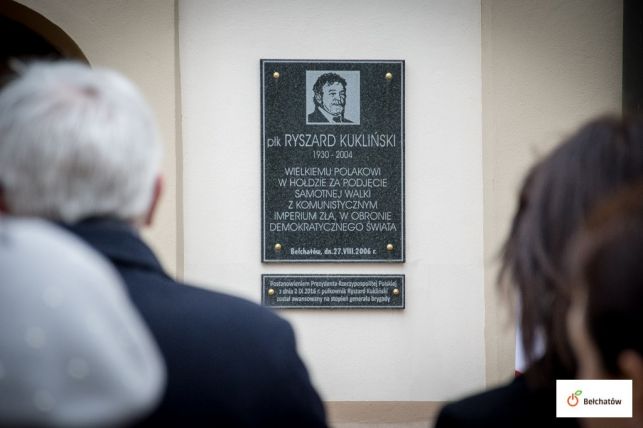 płk RYSZARD KUKLIŃSKI
1930 - 2004
WIELKIEMU POLAKOWI
W HOŁDZIE ZA PODJĘCIE
SAMOTNEJ WALKI
Z KOMUNISTYCZNYM
IMPERIUM ZŁA, W OBRONIE
DEMOKRATYCZNEGO ŚWIATA
Bełchatów, dn.27.VIII.2006 r.
Postanowieniem Prezydenta Rzeczypospolitej Polskiej
z dnia 2 IX 2016 r. pułkownik Ryszard Kukliński
został awansowany na stopień generała brygady
Bełchatów